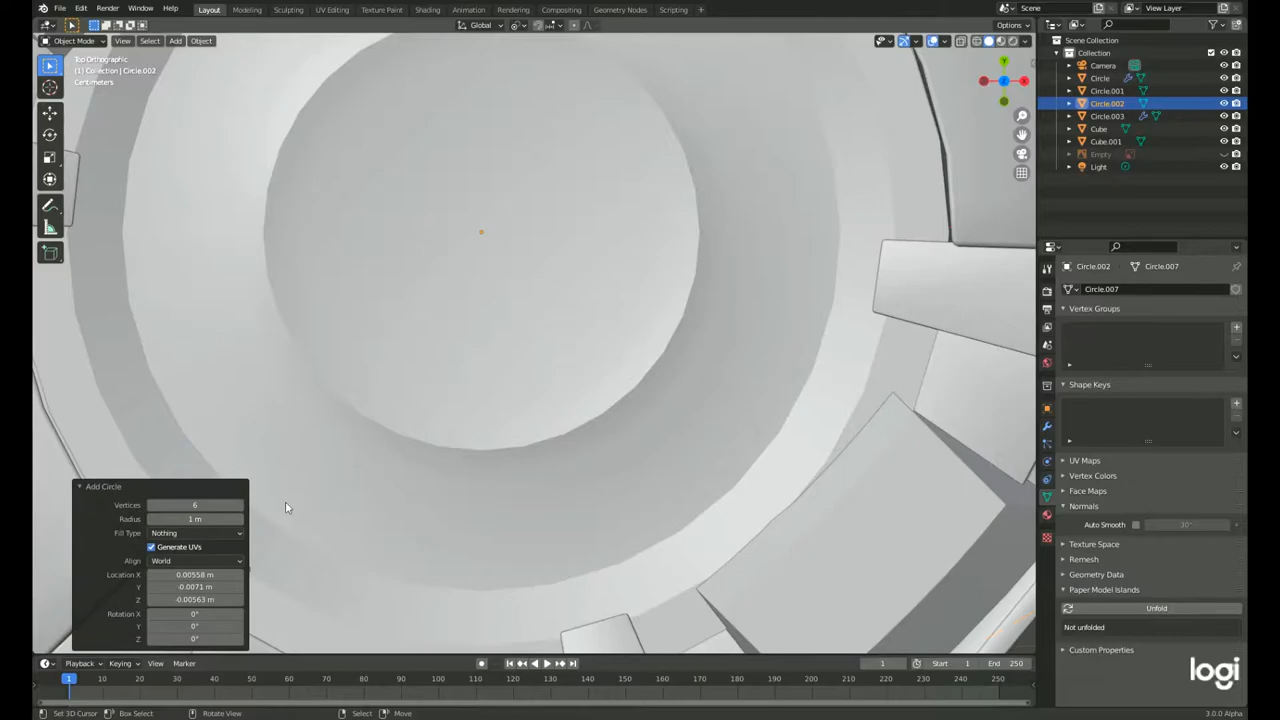 File Edit Render Window Help Layout Modeling Sculpting UV Editing Texture Paint Shading Animation Rendering Compositing Geometry Nodes Scripting + Scene View Layer
Global Options
Object Mode View Select Add Object
Top Orthographic
(1) Collection | Circle.002
Centimeters
Y
Z
X
Scene Collection
Collection
Camera
Circle
Circle.001
Circle.002
Circle.003
Cube
Cube.001
Empty
Light
Circle.002 Circle.007
Circle.007
Vertex Groups
Shape Keys
UV Maps
Vertex Colors
Face Maps
Normals
Auto Smooth 30°
Texture Space
Remesh
Geometry Data
Paper Model Islands
Unfold
Not unfolded
Custom Properties
Add Circle
Vertices 6
Radius 1 m
Fill Type Nothing
Generate UVs
Align World
Location X 0.00558 m
Y -0.0071 m
Z -0.00563 m
Rotation X 0°
Y 0°
Z 0°
Playback Keying View Marker 1 Start 1 End 250
1 10 20 30 40 50 60 70 80 90 100 110 120 130 140 150 160 170 180 190 200 210 220 230 240 250
Set 3D Cursor Box Select Rotate View Select Move 3.0.0 Alpha
logi